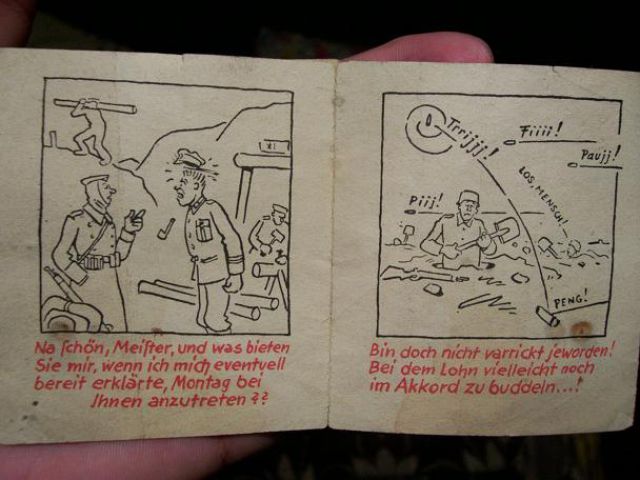 XI
Na schön, Meister, und was bieten
Sie mir, wenn ich mich eventuell
bereit erklärte, Montag bei
Ihnen anzutreten??
Trrijjj!
Fiiii!
Paujj!
LOS, MENSCH!
Piij!
PENG!
Bin doch nicht varrickt jeworden!
Bei dem Lohn vielleicht noch
im Akkord zu buddeln...!